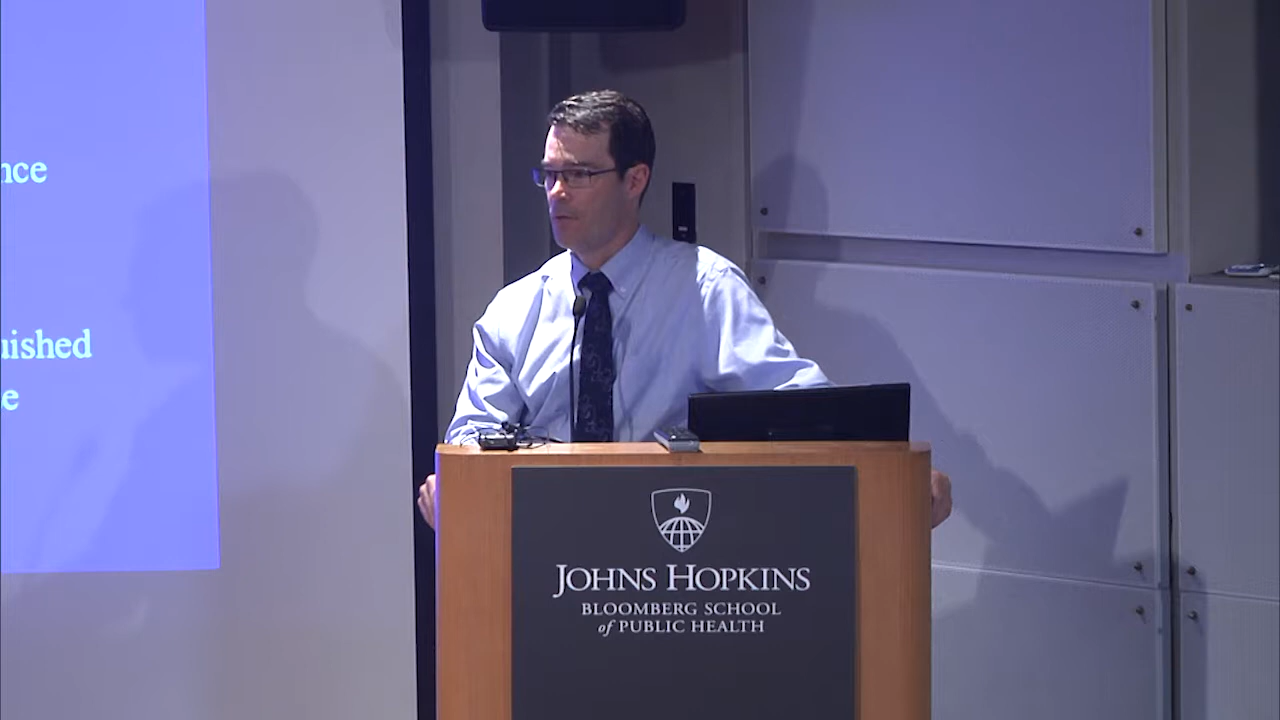 nce
uished
e
JOHNS HOPKINS
BLOOMBERG SCHOOL
of PUBLIC HEALTH